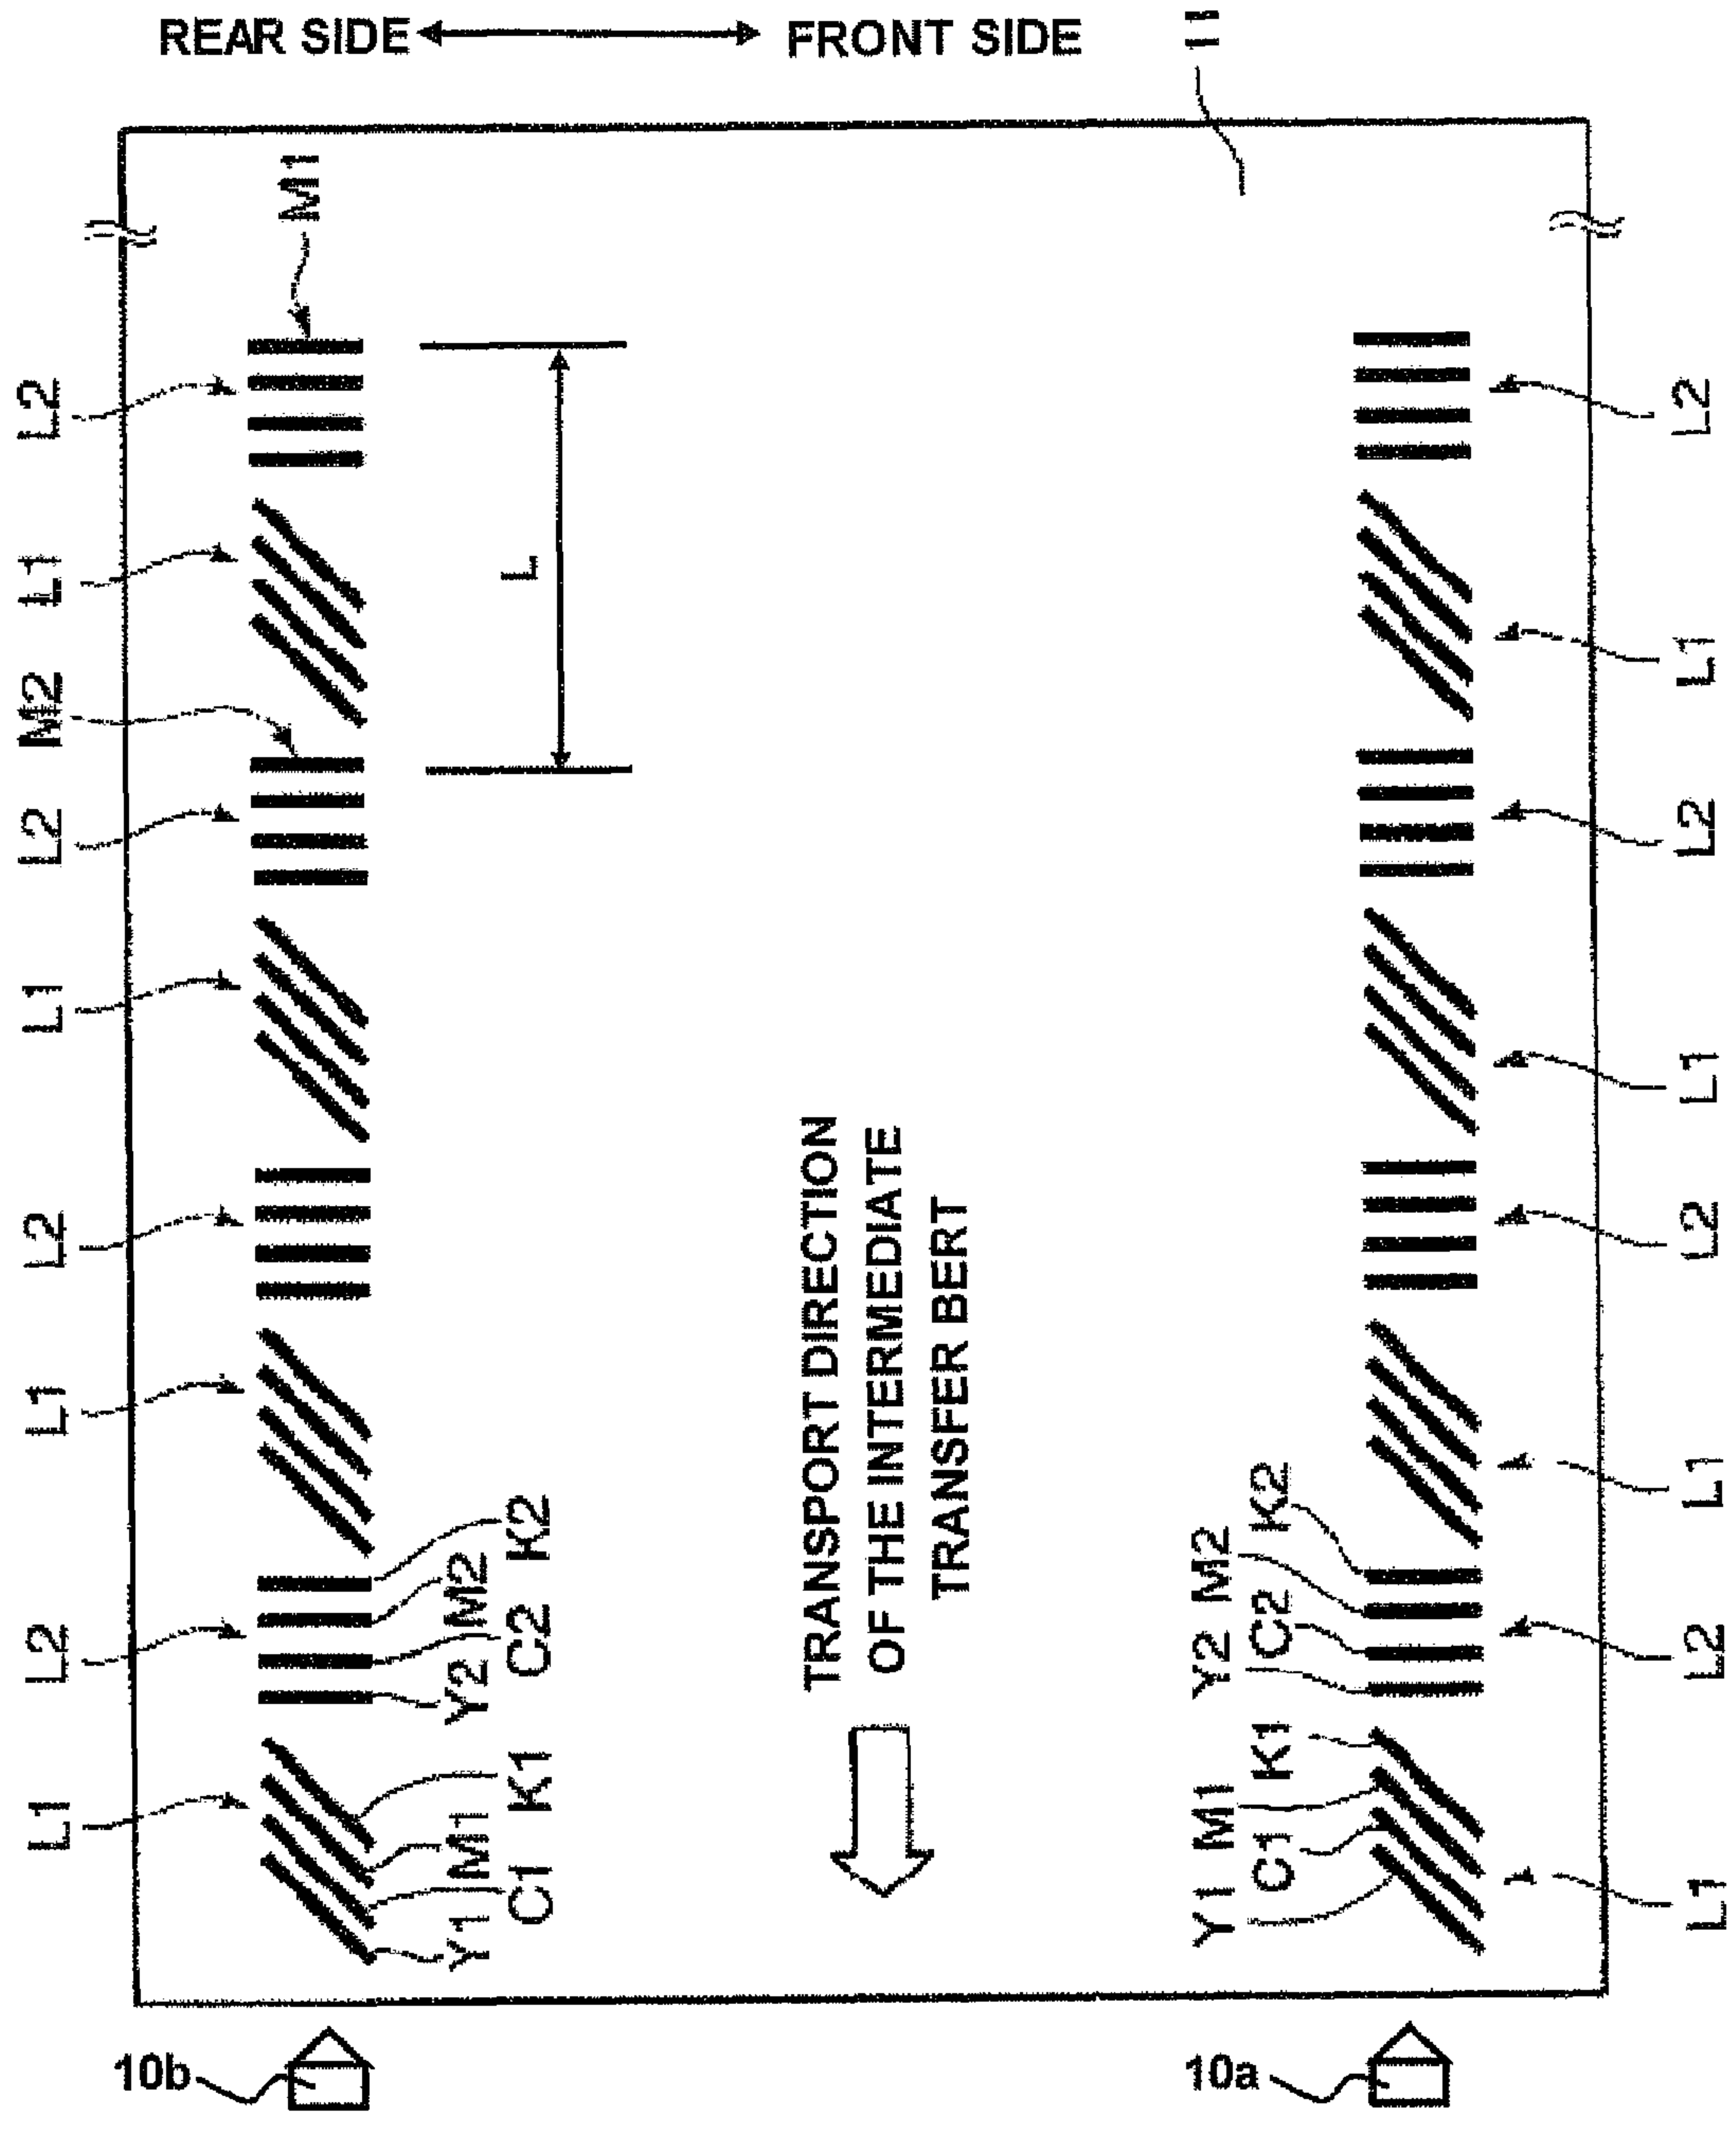 REAR SIDE
FRONT SIDE
11
M1
L2
L1
M2
L2
L1
L2
L1
L2
L1
L
K2
M2
C2
Y2
K1
M1
C1
Y1
TRANSPORT DIRECTION
OF THE INTERMEDIATE
TRANSFER BERT
K2
M2
C2
Y2
K1
M1
C1
Y1
L2
L1
L2
L1
L2
L1
L2
L1
10b
10a